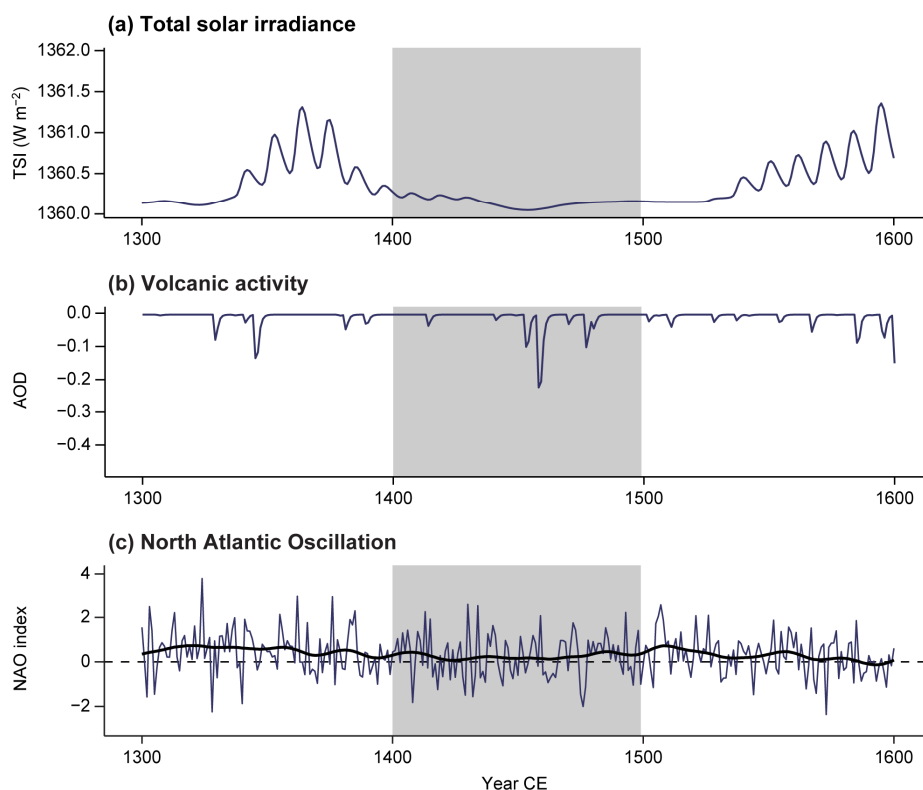 (a) Total solar irradiance
1362.0
1361.5
1361.0
1360.5
1360.0
TSI (W m⁻²)
1300 1400 1500 1600
(b) Volcanic activity
0.0
−0.1
−0.2
−0.3
−0.4
AOD
1300 1400 1500 1600
(c) North Atlantic Oscillation
4
2
0
−2
NAO index
1300 1400 1500 1600
Year CE